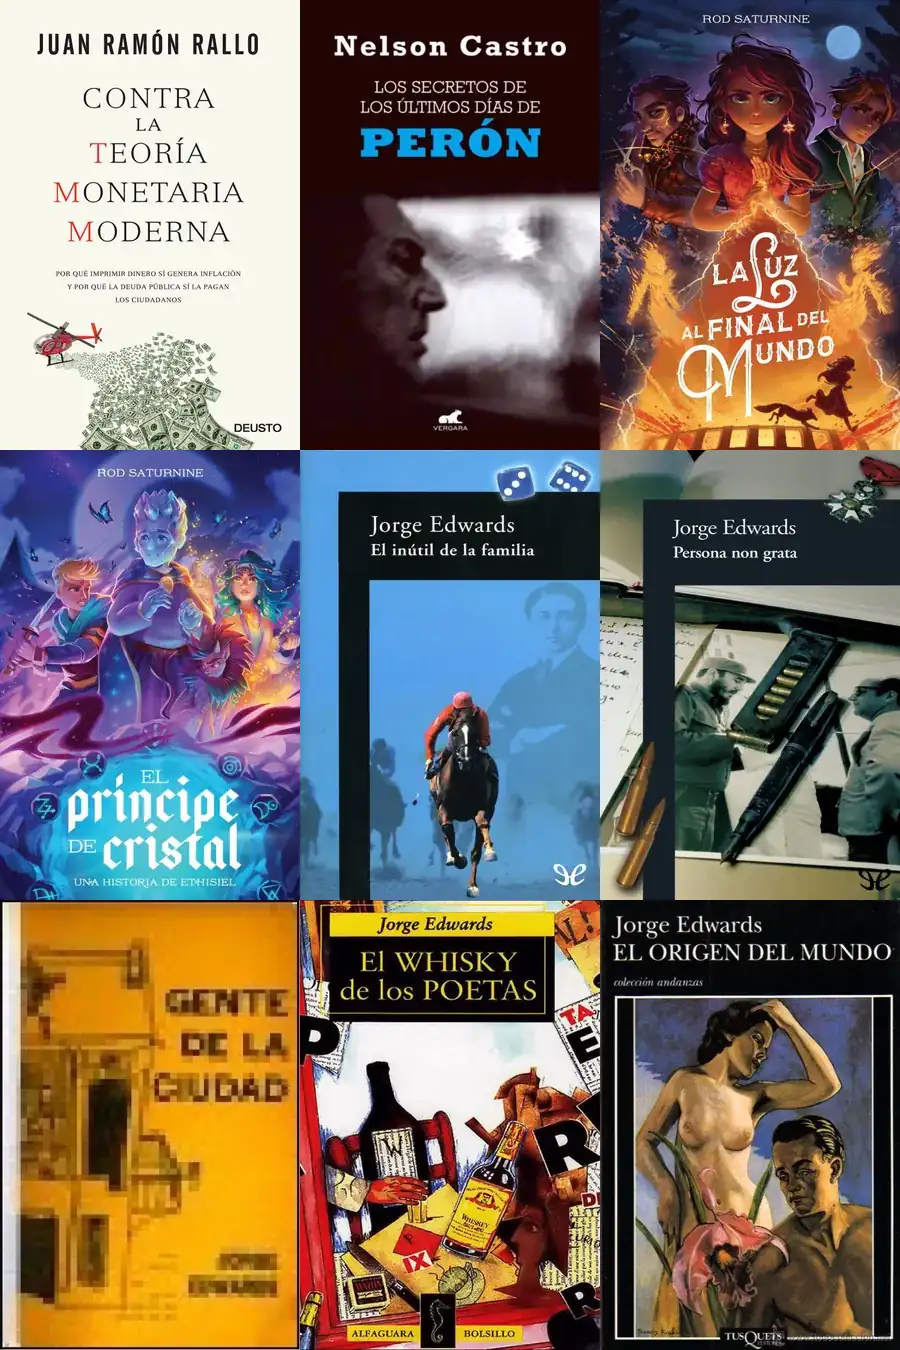 JUAN RAMÓN RALLO
CONTRA
LA
TEORÍA
MONETARIA
MODERNA
POR QUÉ IMPRIMIR DINERO SÍ GENERA INFLACIÓN
Y POR QUÉ LA DEUDA PÚBLICA SÍ LA PAGAN
LOS CIUDADANOS
DEUSTO
Nelson Castro
LOS SECRETOS DE
LOS ÚLTIMOS DÍAS DE
PERÓN
VERGARA
ROD SATURNINE
LA LUZ
AL FINAL DEL
MUNDO
ROD SATURNINE
EL
príncipe
DE cristal
UNA HISTORIA DE ETHISIEL
Jorge Edwards
El inútil de la familia
Jorge Edwards
Persona non grata
GENTE
DE LA
CIUDAD
Jorge Edwards
El WHISKY
de los POETAS
TA
W
WHISKEY
IX
ALFAGUARA
BOLSILLO
Jorge Edwards
EL ORIGEN DEL MUNDO
colección andanzas
TUSQUETS